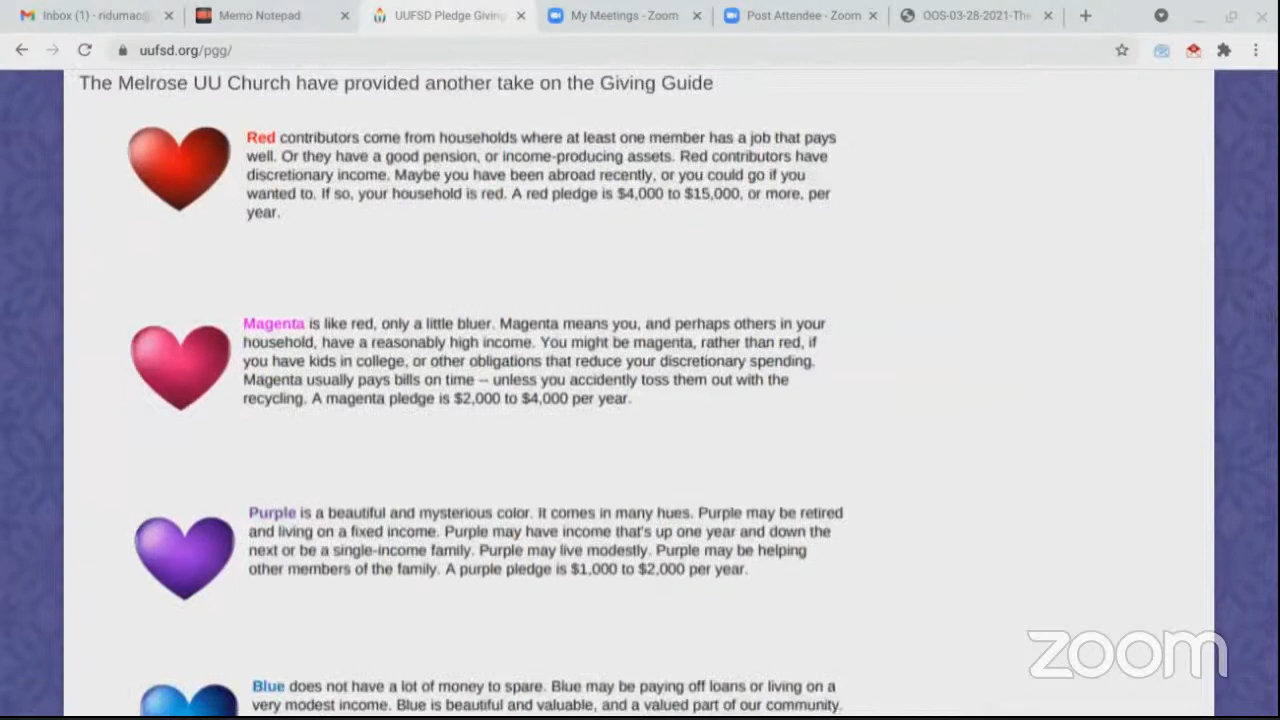 Inbox (1) - ridumac@
Memo Notepad
UUFSD Pledge Giving
My Meetings - Zoom
Post Attendee - Zoom
OOS-03-28-2021-The
uufsd.org/pgg/
The Melrose UU Church have provided another take on the Giving Guide
Red contributors come from households where at least one member has a job that pays
well. Or they have a good pension, or income-producing assets. Red contributors have
discretionary income. Maybe you have been abroad recently, or you could go if you
wanted to. If so, your household is red. A red pledge is $4,000 to $15,000, or more, per
year.
Magenta is like red, only a little bluer. Magenta means you, and perhaps others in your
household, have a reasonably high income. You might be magenta, rather than red, if
you have kids in college, or other obligations that reduce your discretionary spending.
Magenta usually pays bills on time -- unless you accidently toss them out with the
recycling. A magenta pledge is $2,000 to $4,000 per year.
Purple is a beautiful and mysterious color. It comes in many hues. Purple may be retired
and living on a fixed income. Purple may have income that's up one year and down the
next or be a single-income family. Purple may live modestly. Purple may be helping
other members of the family. A purple pledge is $1,000 to $2,000 per year.
zoom
Blue does not have a lot of money to spare. Blue may be paying off loans or living on a
very modest income. Blue is beautiful and valuable, and a valued part of our community.